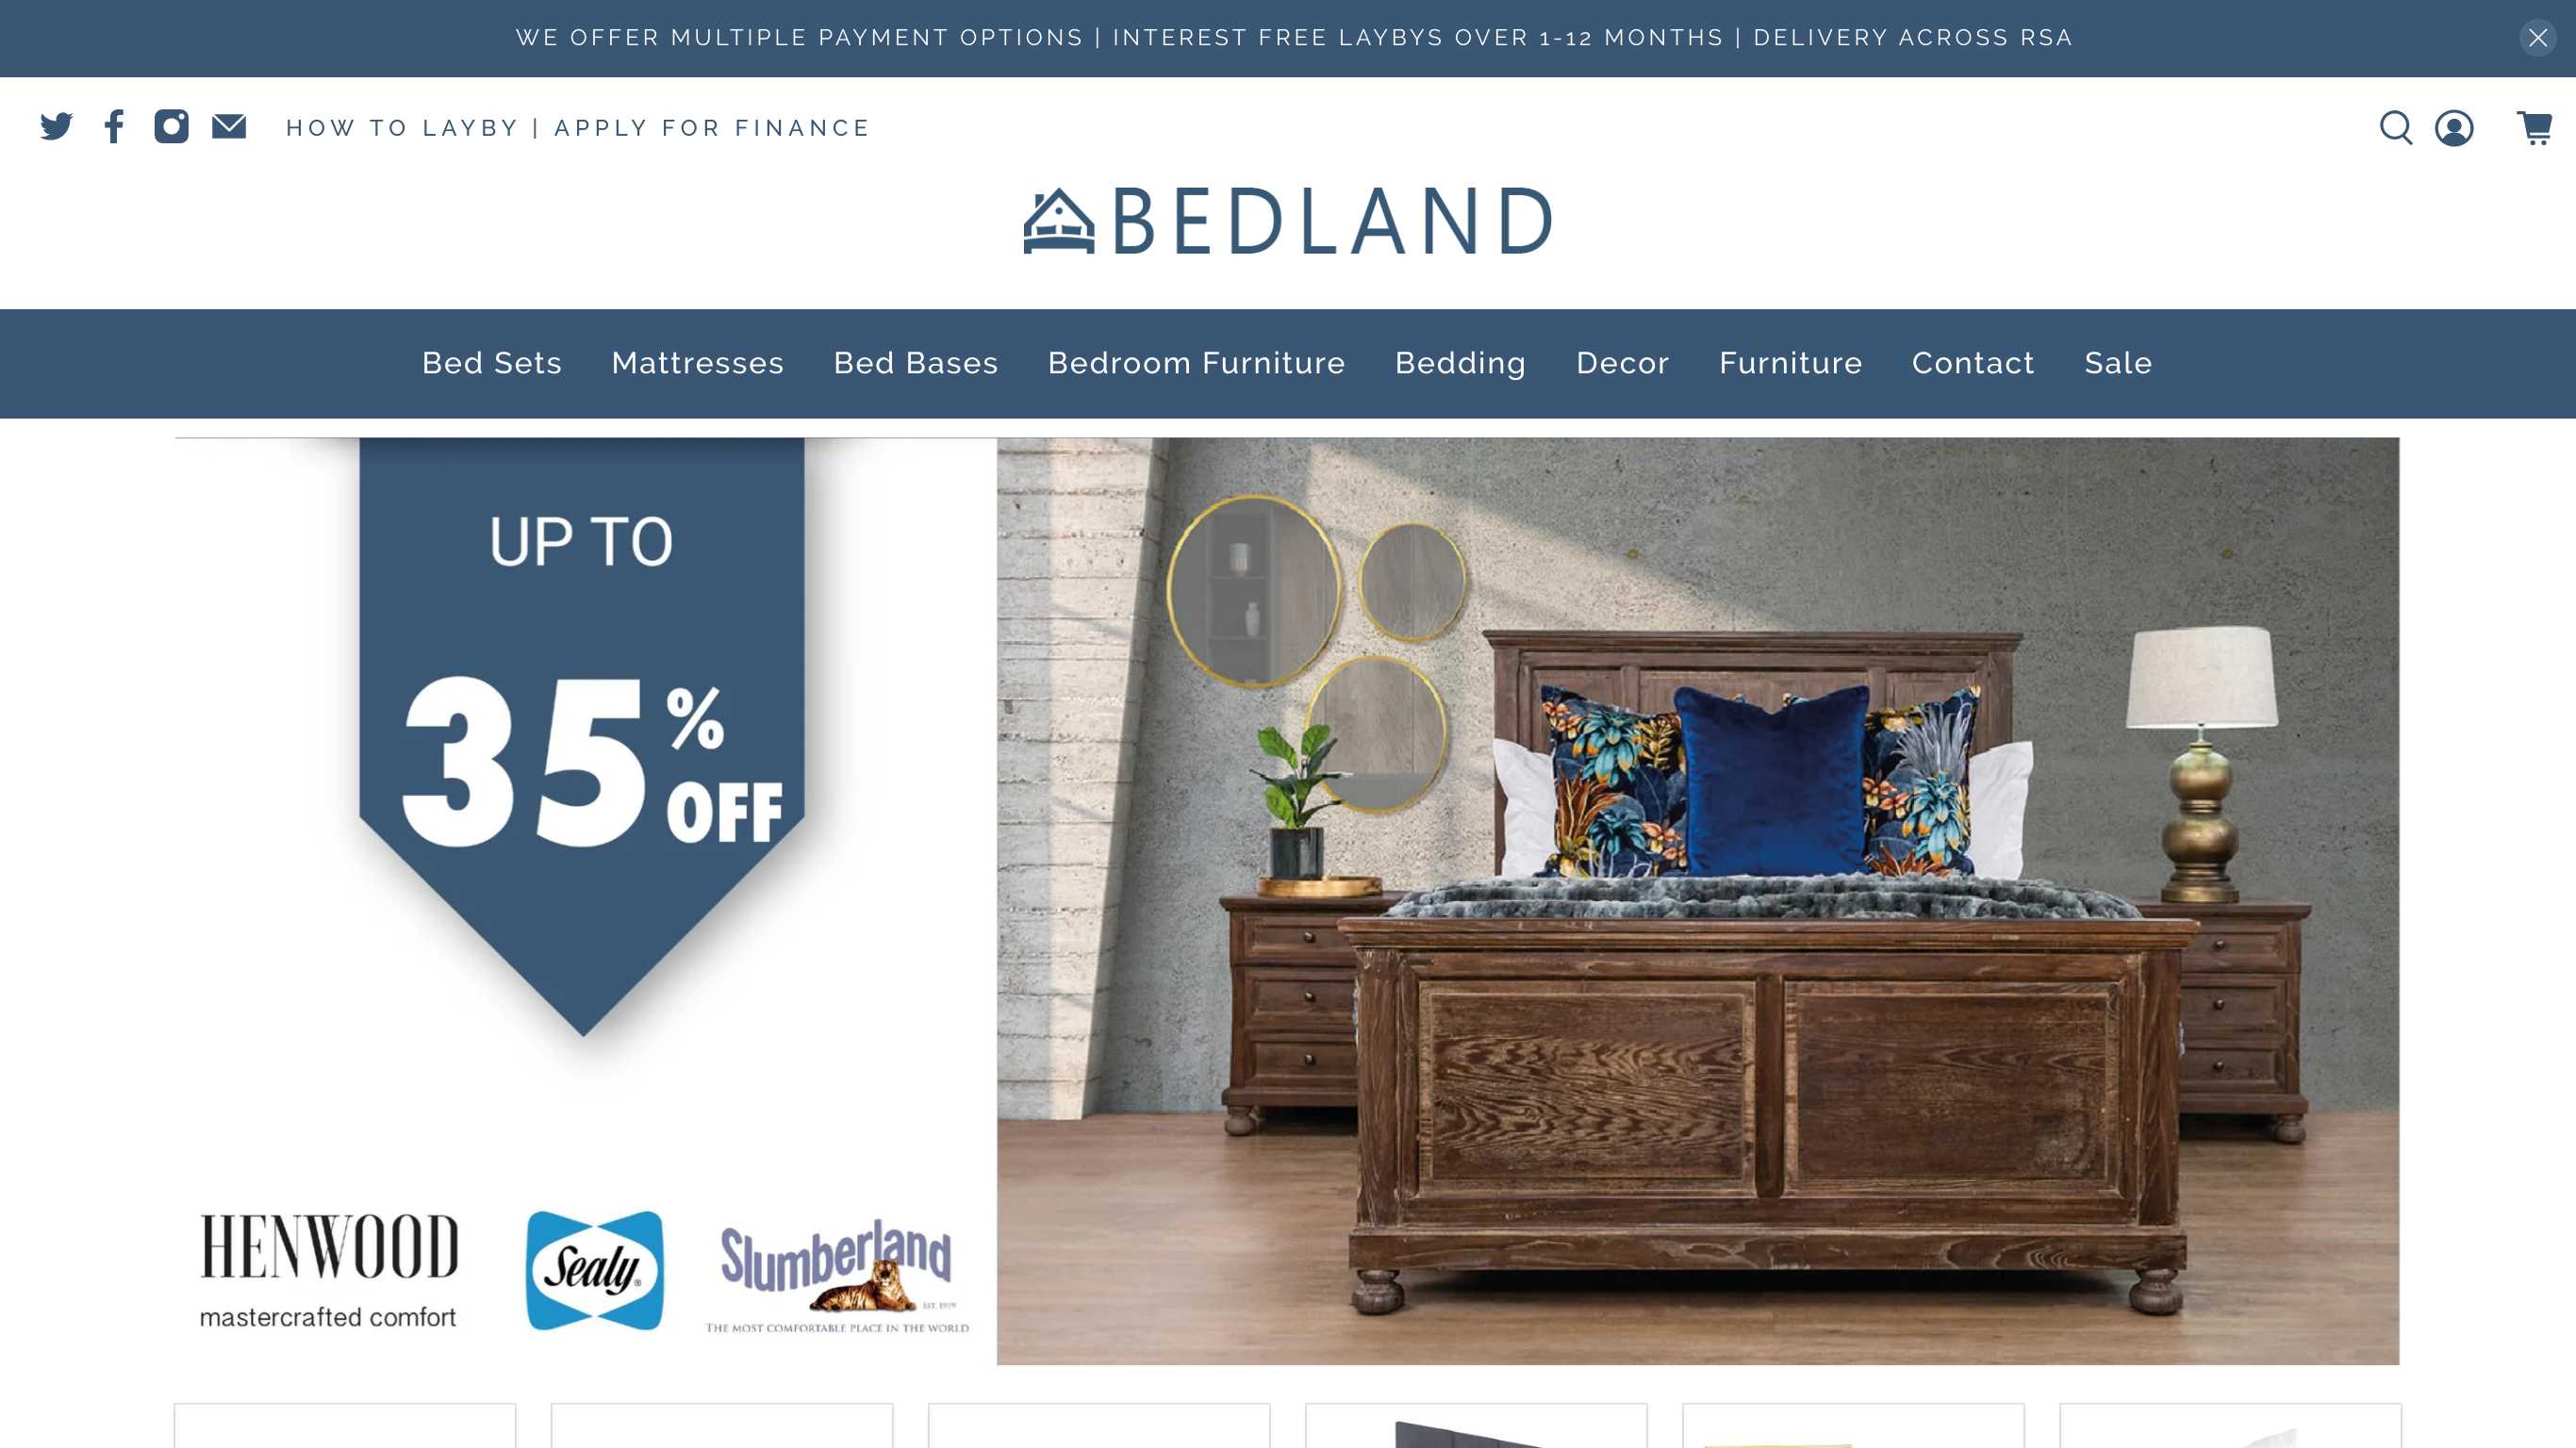 WE OFFER MULTIPLE PAYMENT OPTIONS | INTEREST FREE LAYBYS OVER 1-12 MONTHS | DELIVERY ACROSS RSA
HOW TO LAYBY | APPLY FOR FINANCE
BEDLAND
Bed Sets Mattresses Bed Bases Bedroom Furniture Bedding Decor Furniture Contact Sale
UP TO
35% OFF
HENWOOD
mastercrafted comfort
Sealy®
Slumberland
EST. 1919
THE MOST COMFORTABLE PLACE IN THE WORLD